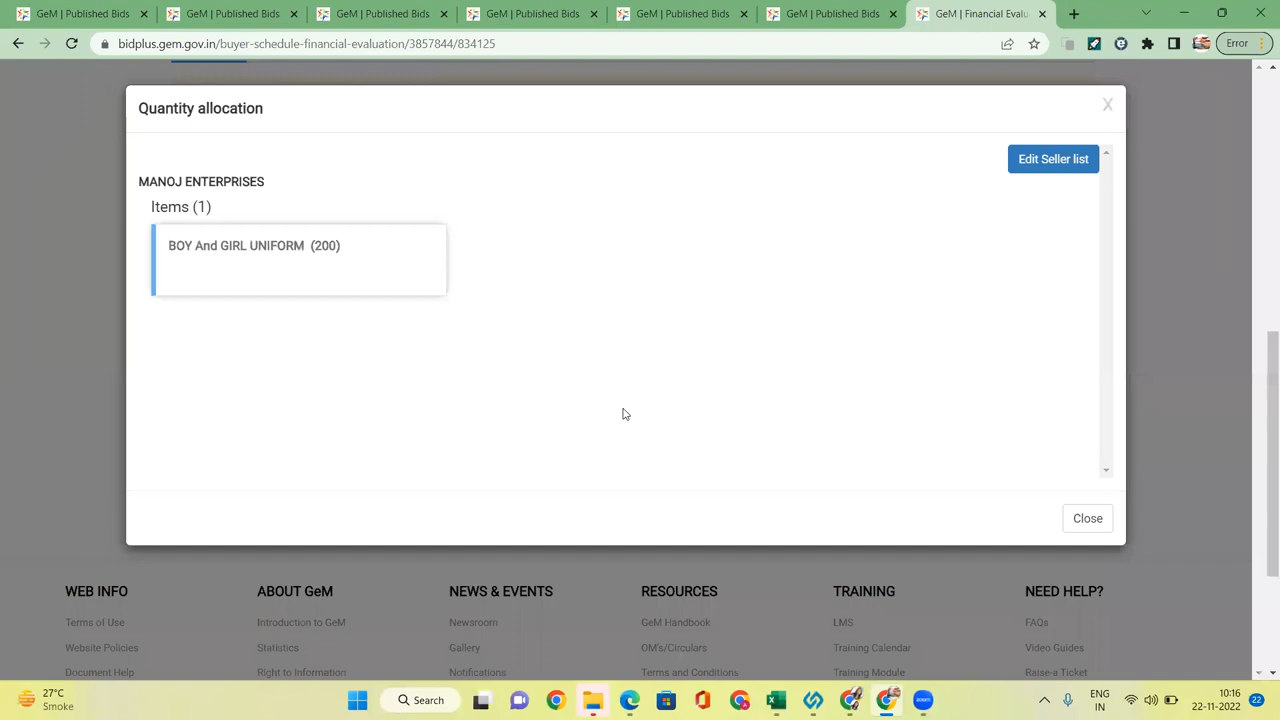 GeM | Published Bids
GeM | Published Bids
GeM | Published Bids
GeM | Published Bids
GeM | Published Bids
GeM | Published Bids
GeM | Financial Evalu
bidplus.gem.gov.in/buyer-schedule-financial-evaluation/3857844/834125
Error
Quantity allocation
X
Edit Seller list
MANOJ ENTERPRISES
Items (1)
BOY And GIRL UNIFORM (200)
Close
WEB INFO
ABOUT GeM
NEWS & EVENTS
RESOURCES
TRAINING
NEED HELP?
Terms of Use
Introduction to GeM
Newsroom
GeM Handbook
LMS
FAQs
Website Policies
Statistics
Gallery
OM's/Circulars
Training Calendar
Video Guides
Document Help
Right to Information
Notifications
Terms and Conditions
Training Module
Raise-a Ticket
27°C
Smoke
Search
zoom
ENG
IN
10:16
22-11-2022
22